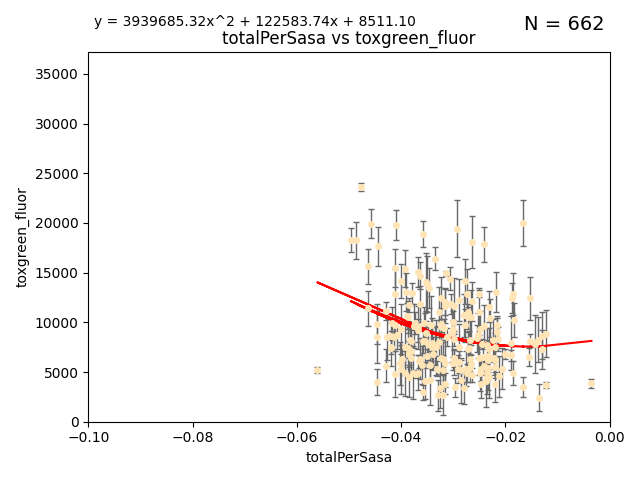 y = 3939685.32x^2 + 122583.74x + 8511.10
N = 662
totalPerSasa vs toxgreen_fluor
35000
30000
25000
20000
15000
10000
5000
0
toxgreen_fluor
−0.10
−0.08
−0.06
−0.04
−0.02
0.00
totalPerSasa